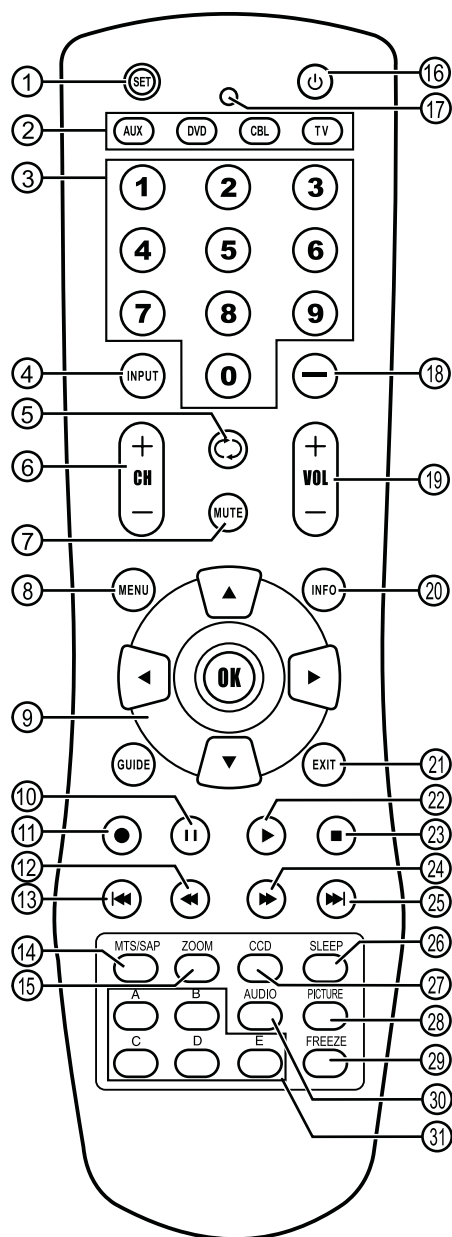 1 SET 16
17
2 AUX DVD CBL TV
3 1 2 3
4 5 6
7 8 9
4 INPUT 0 18
5
6 + CH − + VOL − 19
7 MUTE
8 MENU INFO 20
OK
9
GUIDE EXIT 21
10 22
11 23
12 24
13 25
14 MTS/SAP ZOOM CCD SLEEP 26
15 27
A B AUDIO PICTURE 28
C D E FREEZE 29
30
31